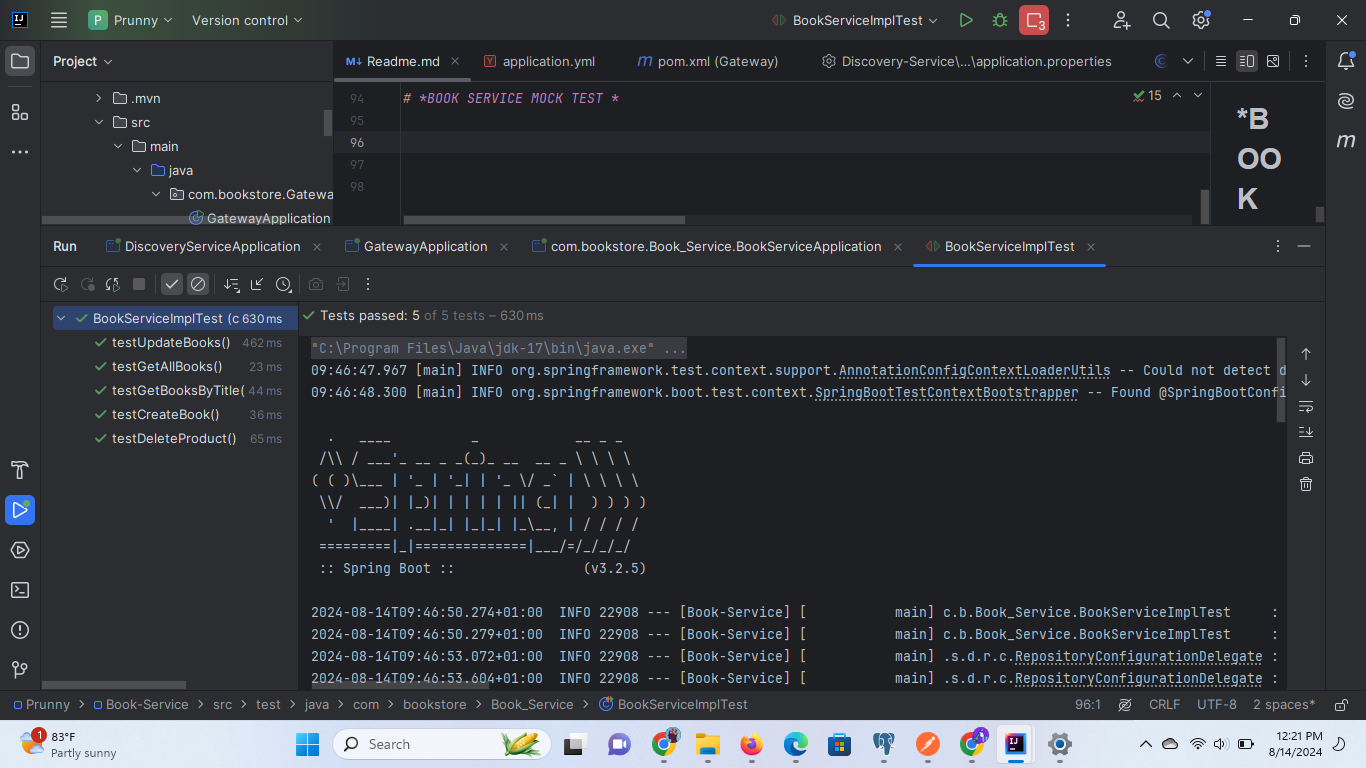 P Prunny Version control BookServiceImplTest 3
Project
Readme.md application.yml pom.xml (Gateway) Discovery-Service\...\application.properties
.mvn
src
main
java
com.bookstore.Gatewa
GatewayApplication
94 # *BOOK SERVICE MOCK TEST *
95
96
97
98
15
*B
OO
K
Run DiscoveryServiceApplication GatewayApplication com.bookstore.Book_Service.BookServiceApplication BookServiceImplTest
BookServiceImplTest (c 630 ms
testUpdateBooks() 462 ms
testGetAllBooks() 23 ms
testGetBooksByTitle( 44 ms
testCreateBook() 36 ms
testDeleteProduct() 65 ms
Tests passed: 5 of 5 tests – 630 ms
"C:\Program Files\Java\jdk-17\bin\java.exe" ...
09:46:47.967 [main] INFO org.springframework.test.context.support.AnnotationConfigContextLoaderUtils -- Could not detect d
09:46:48.300 [main] INFO org.springframework.boot.test.context.SpringBootTestContextBootstrapper -- Found @SpringBootConfi
  .   ____          _            __ _ _
 /\\ / ___'_ __ _ _(_)_ __  __ _ \ \ \ \
( ( )\___ | '_ | '_| | '_ \/ _` | \ \ \ \
 \\/  ___)| |_)| | | | | || (_| |  ) ) ) )
  '  |____| .__|_| |_|_| |_\__, | / / / /
 =========|_|==============|___/=/_/_/_/
 :: Spring Boot ::                (v3.2.5)
2024-08-14T09:46:50.274+01:00  INFO 22908 --- [Book-Service] [           main] c.b.Book_Service.BookServiceImplTest     :
2024-08-14T09:46:50.279+01:00  INFO 22908 --- [Book-Service] [           main] c.b.Book_Service.BookServiceImplTest     :
2024-08-14T09:46:53.072+01:00  INFO 22908 --- [Book-Service] [           main] .s.d.r.c.RepositoryConfigurationDelegate :
2024-08-14T09:46:53.604+01:00  INFO 22908 --- [Book-Service] [           main] .s.d.r.c.RepositoryConfigurationDelegate :
Prunny > Book-Service > src > test > java > com > bookstore > Book_Service > BookServiceImplTest 96:1 CRLF UTF-8 2 spaces*
1 83°F
Partly sunny
Search
12:21 PM
8/14/2024